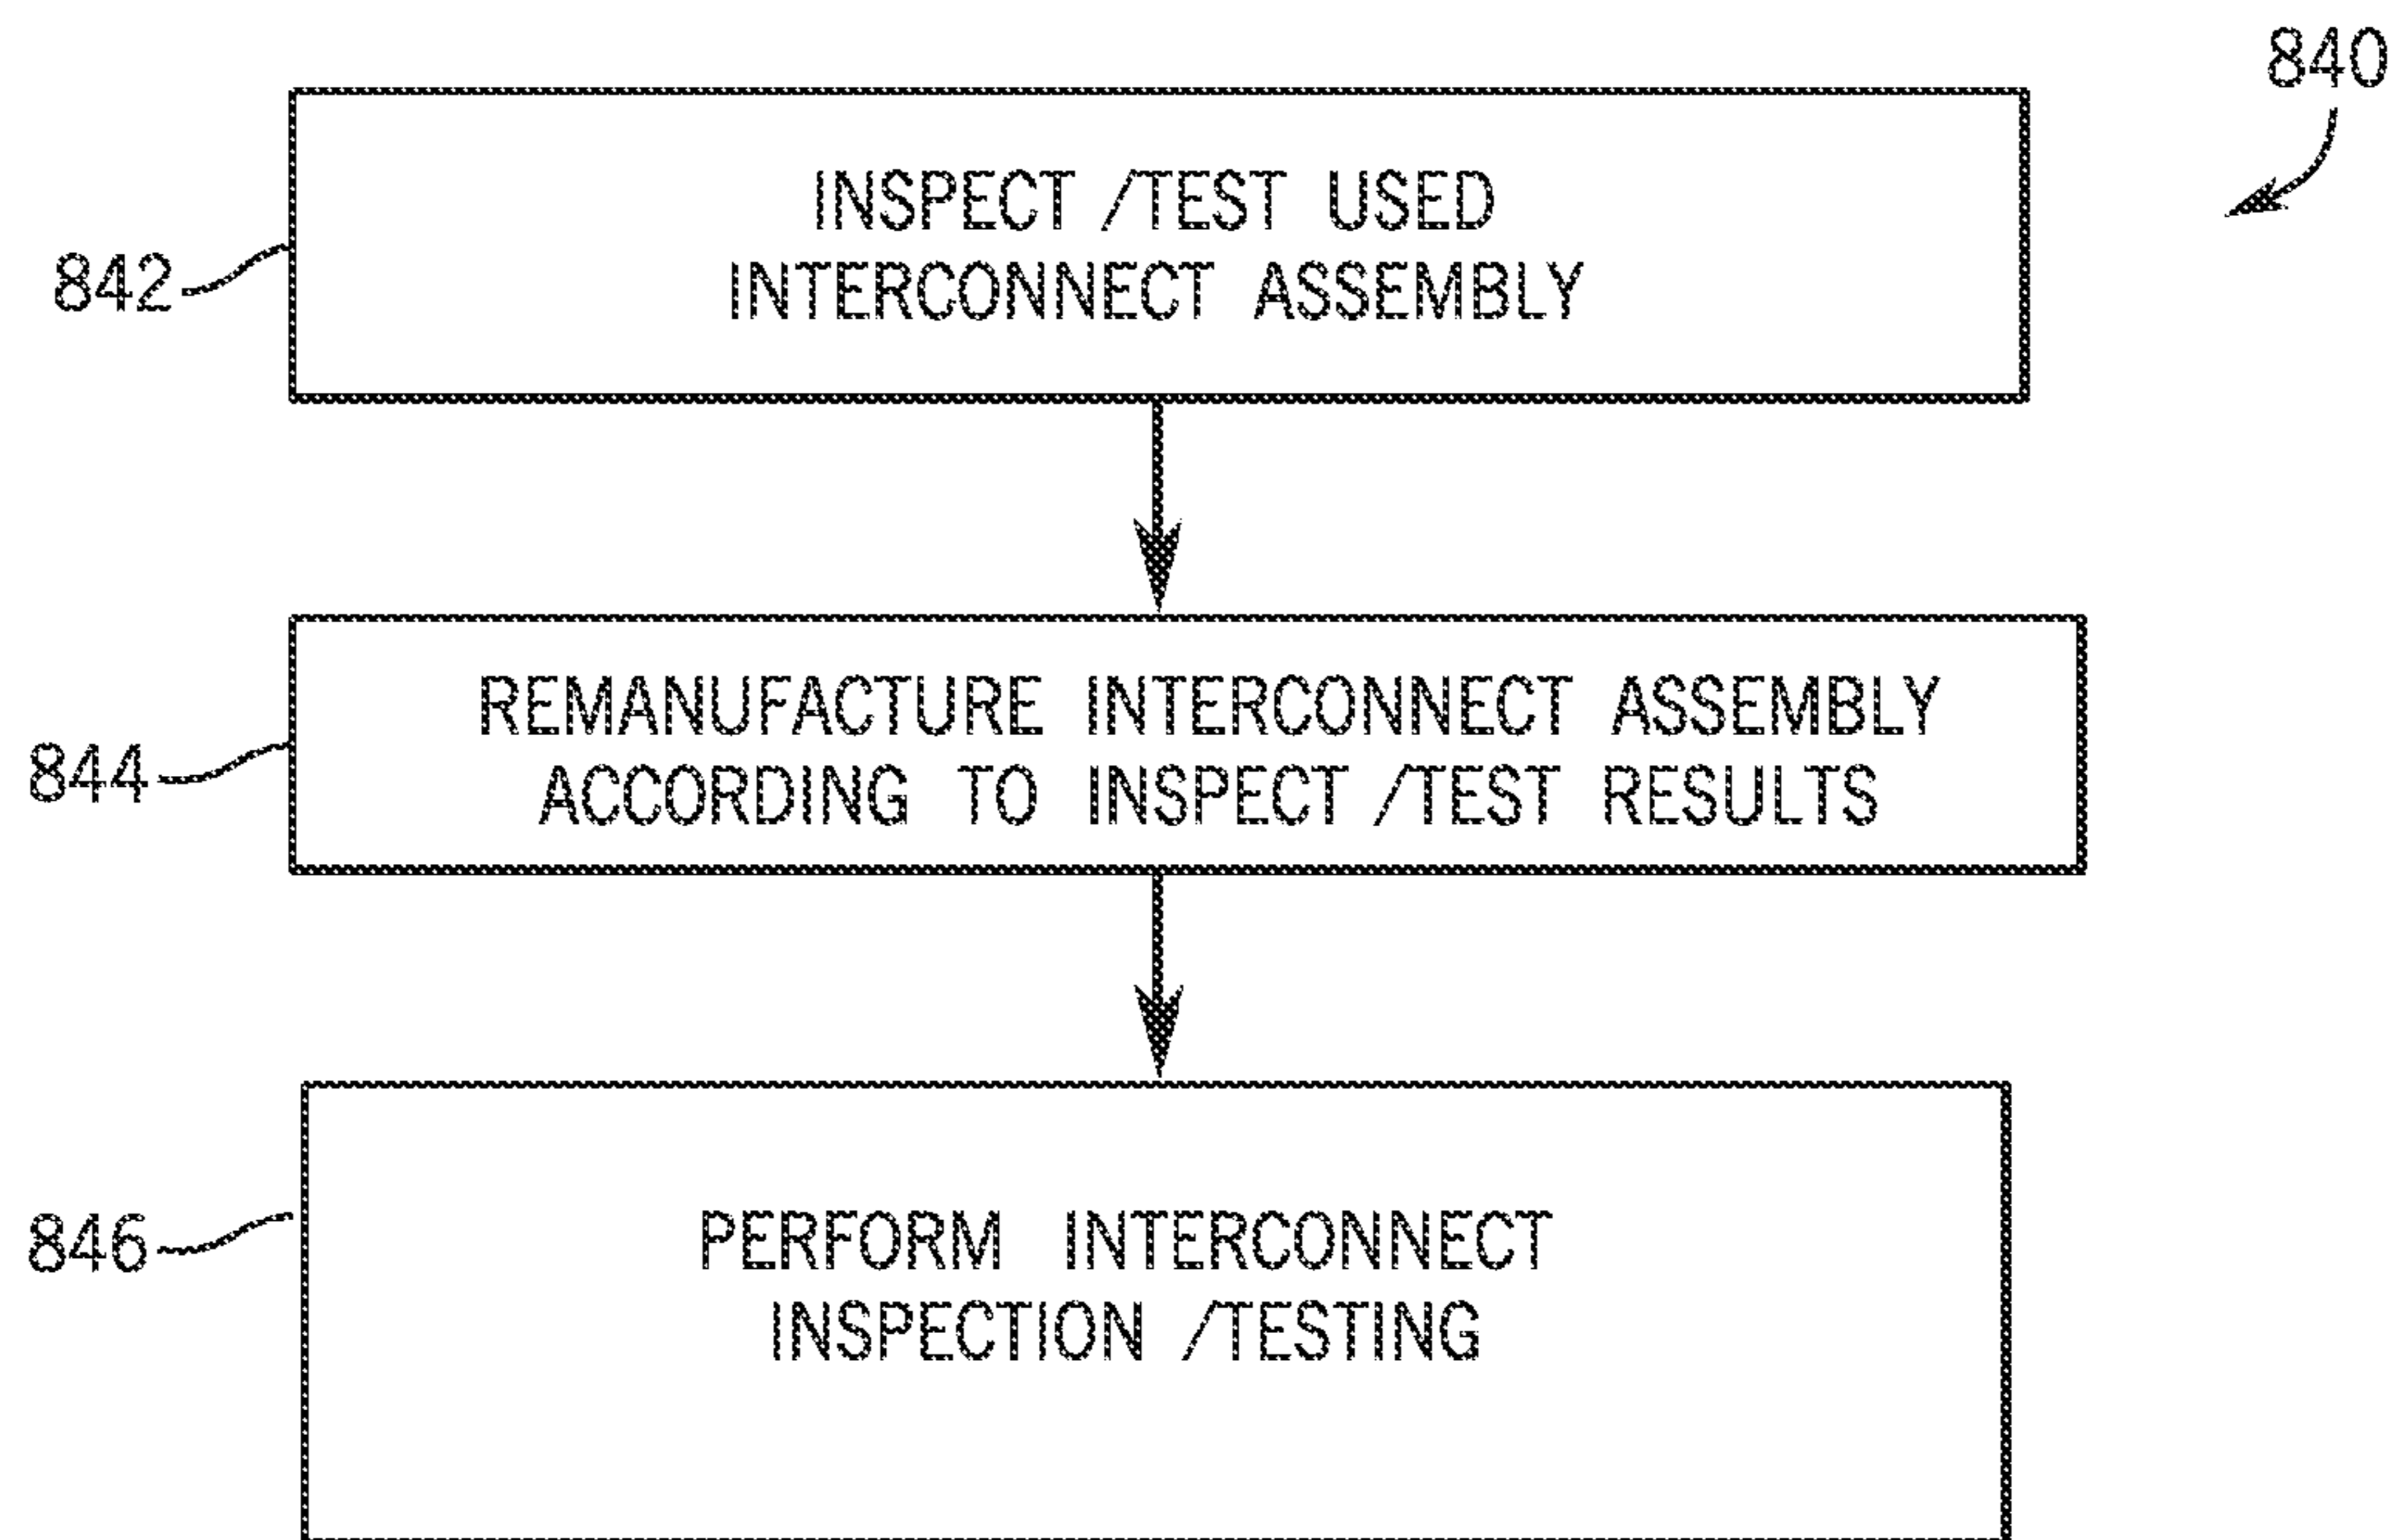 840
INSPECT /TEST USED
INTERCONNECT ASSEMBLY
842
REMANUFACTURE INTERCONNECT ASSEMBLY
ACCORDING TO INSPECT /TEST RESULTS
844
PERFORM INTERCONNECT
INSPECTION /TESTING
846